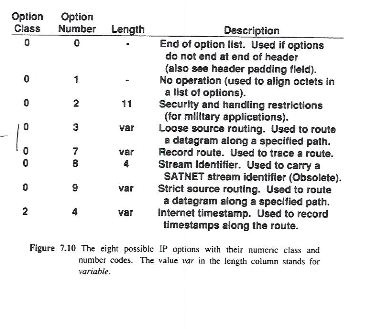 Option Option
Class Number Length Description
0 0 - End of option list. Used if options
do not end at end of header
(also see header padding field).
0 1 - No operation (used to align octets in
a list of options).
0 2 11 Security and handling restrictions
(for military applications).
0 3 var Loose source routing. Used to route
a datagram along a specified path.
0 7 var Record route. Used to trace a route.
0 8 4 Stream identifier. Used to carry a
SATNET stream identifier (Obsolete).
0 9 var Strict source routing. Used to route
a datagram along a specified path.
2 4 var Internet timestamp. Used to record
timestamps along the route.
Figure 7.10 The eight possible IP options with their numeric class and
number codes. The value var in the length column stands for
variable.